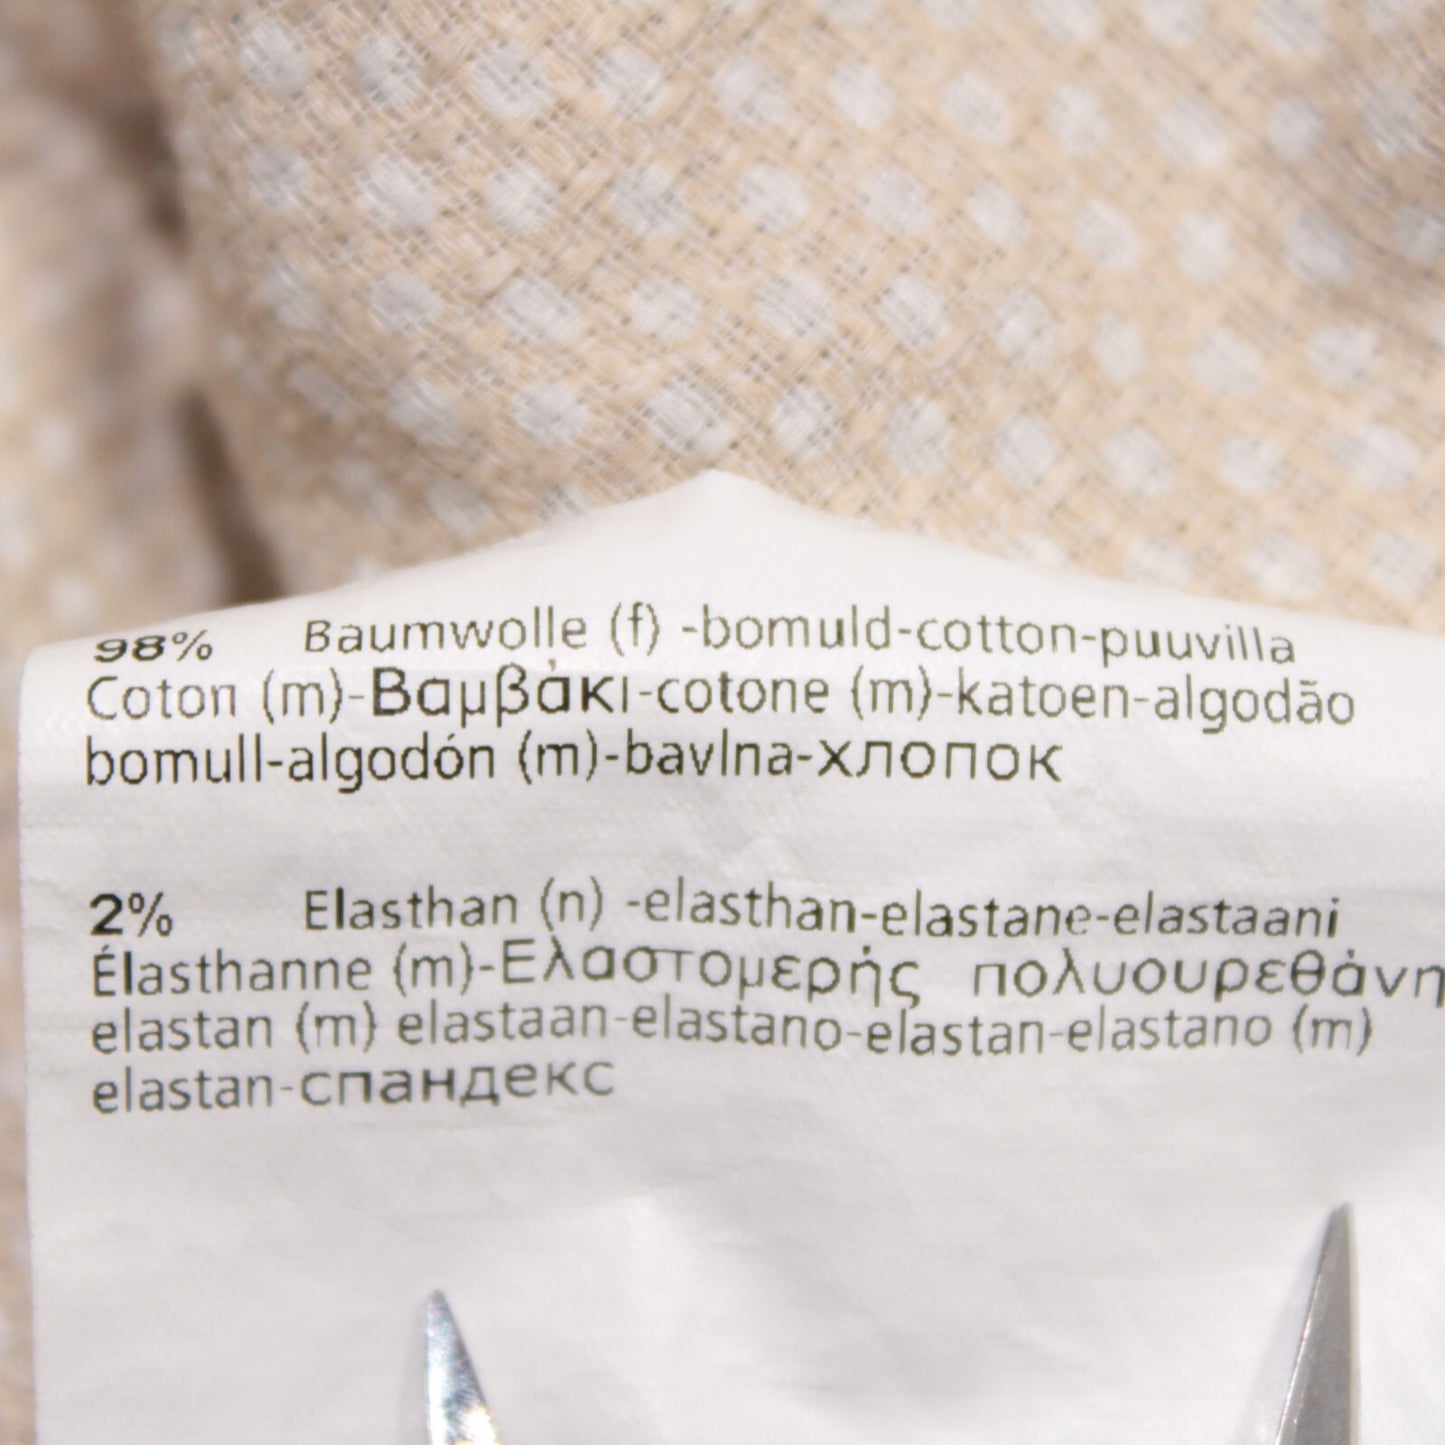 98% Baumwolle (f) -bomuld-cotton-puuvilla
Coton (m)-Βαμβάκι-cotone (m)-katoen-algodão
bomull-algodón (m)-bavlna-хлопок
2% Elasthan (n) -elasthan-elastane-elastaani
Élasthanne (m)-Ελαστομερής πολυουρεθάνη
elastan (m) elastaan-elastano-elastan-elastano (m)
elastan-спандекс